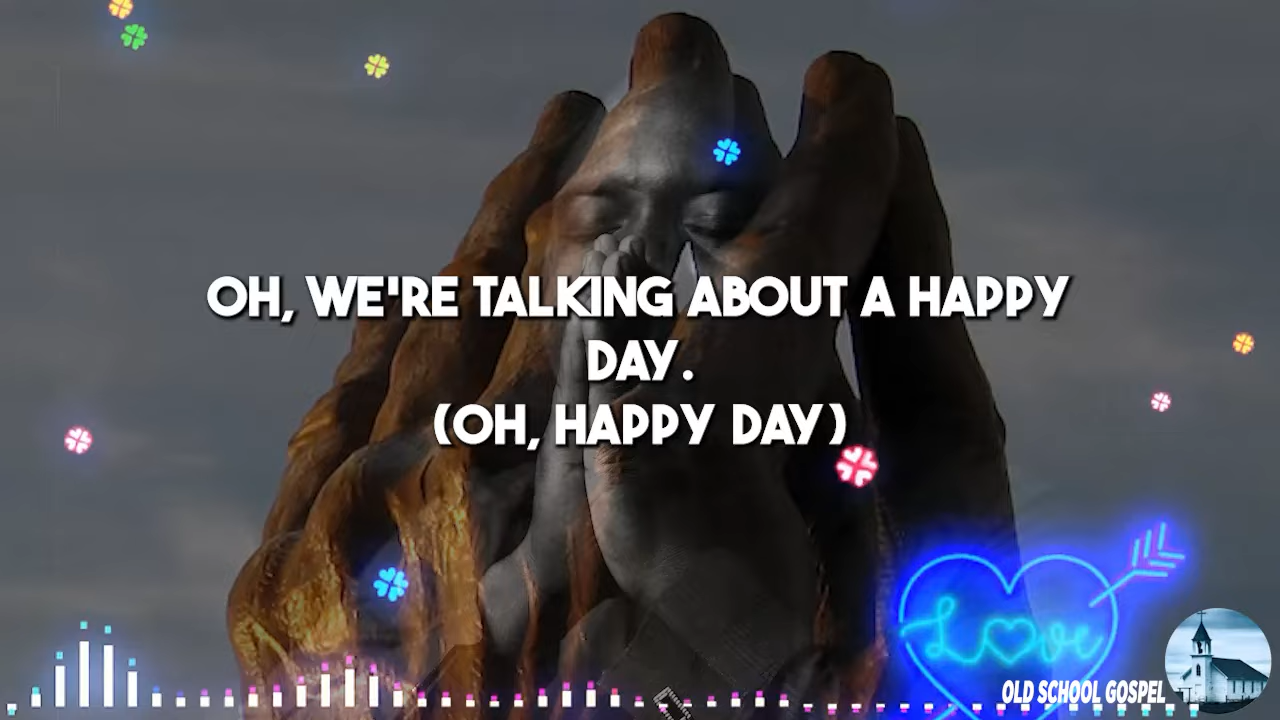 OH, WE'RE TALKING ABOUT A HAPPY
DAY.
(OH, HAPPY DAY)
Love
OLD SCHOOL GOSPEL